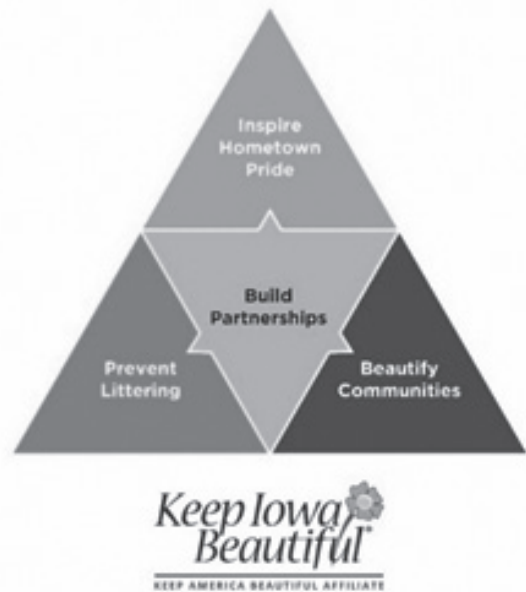 Inspire
Hometown
Pride
Build
Partnerships
Prevent
Littering
Beautify
Communities
Keep Iowa
Beautiful
KEEP AMERICA BEAUTIFUL AFFILIATE